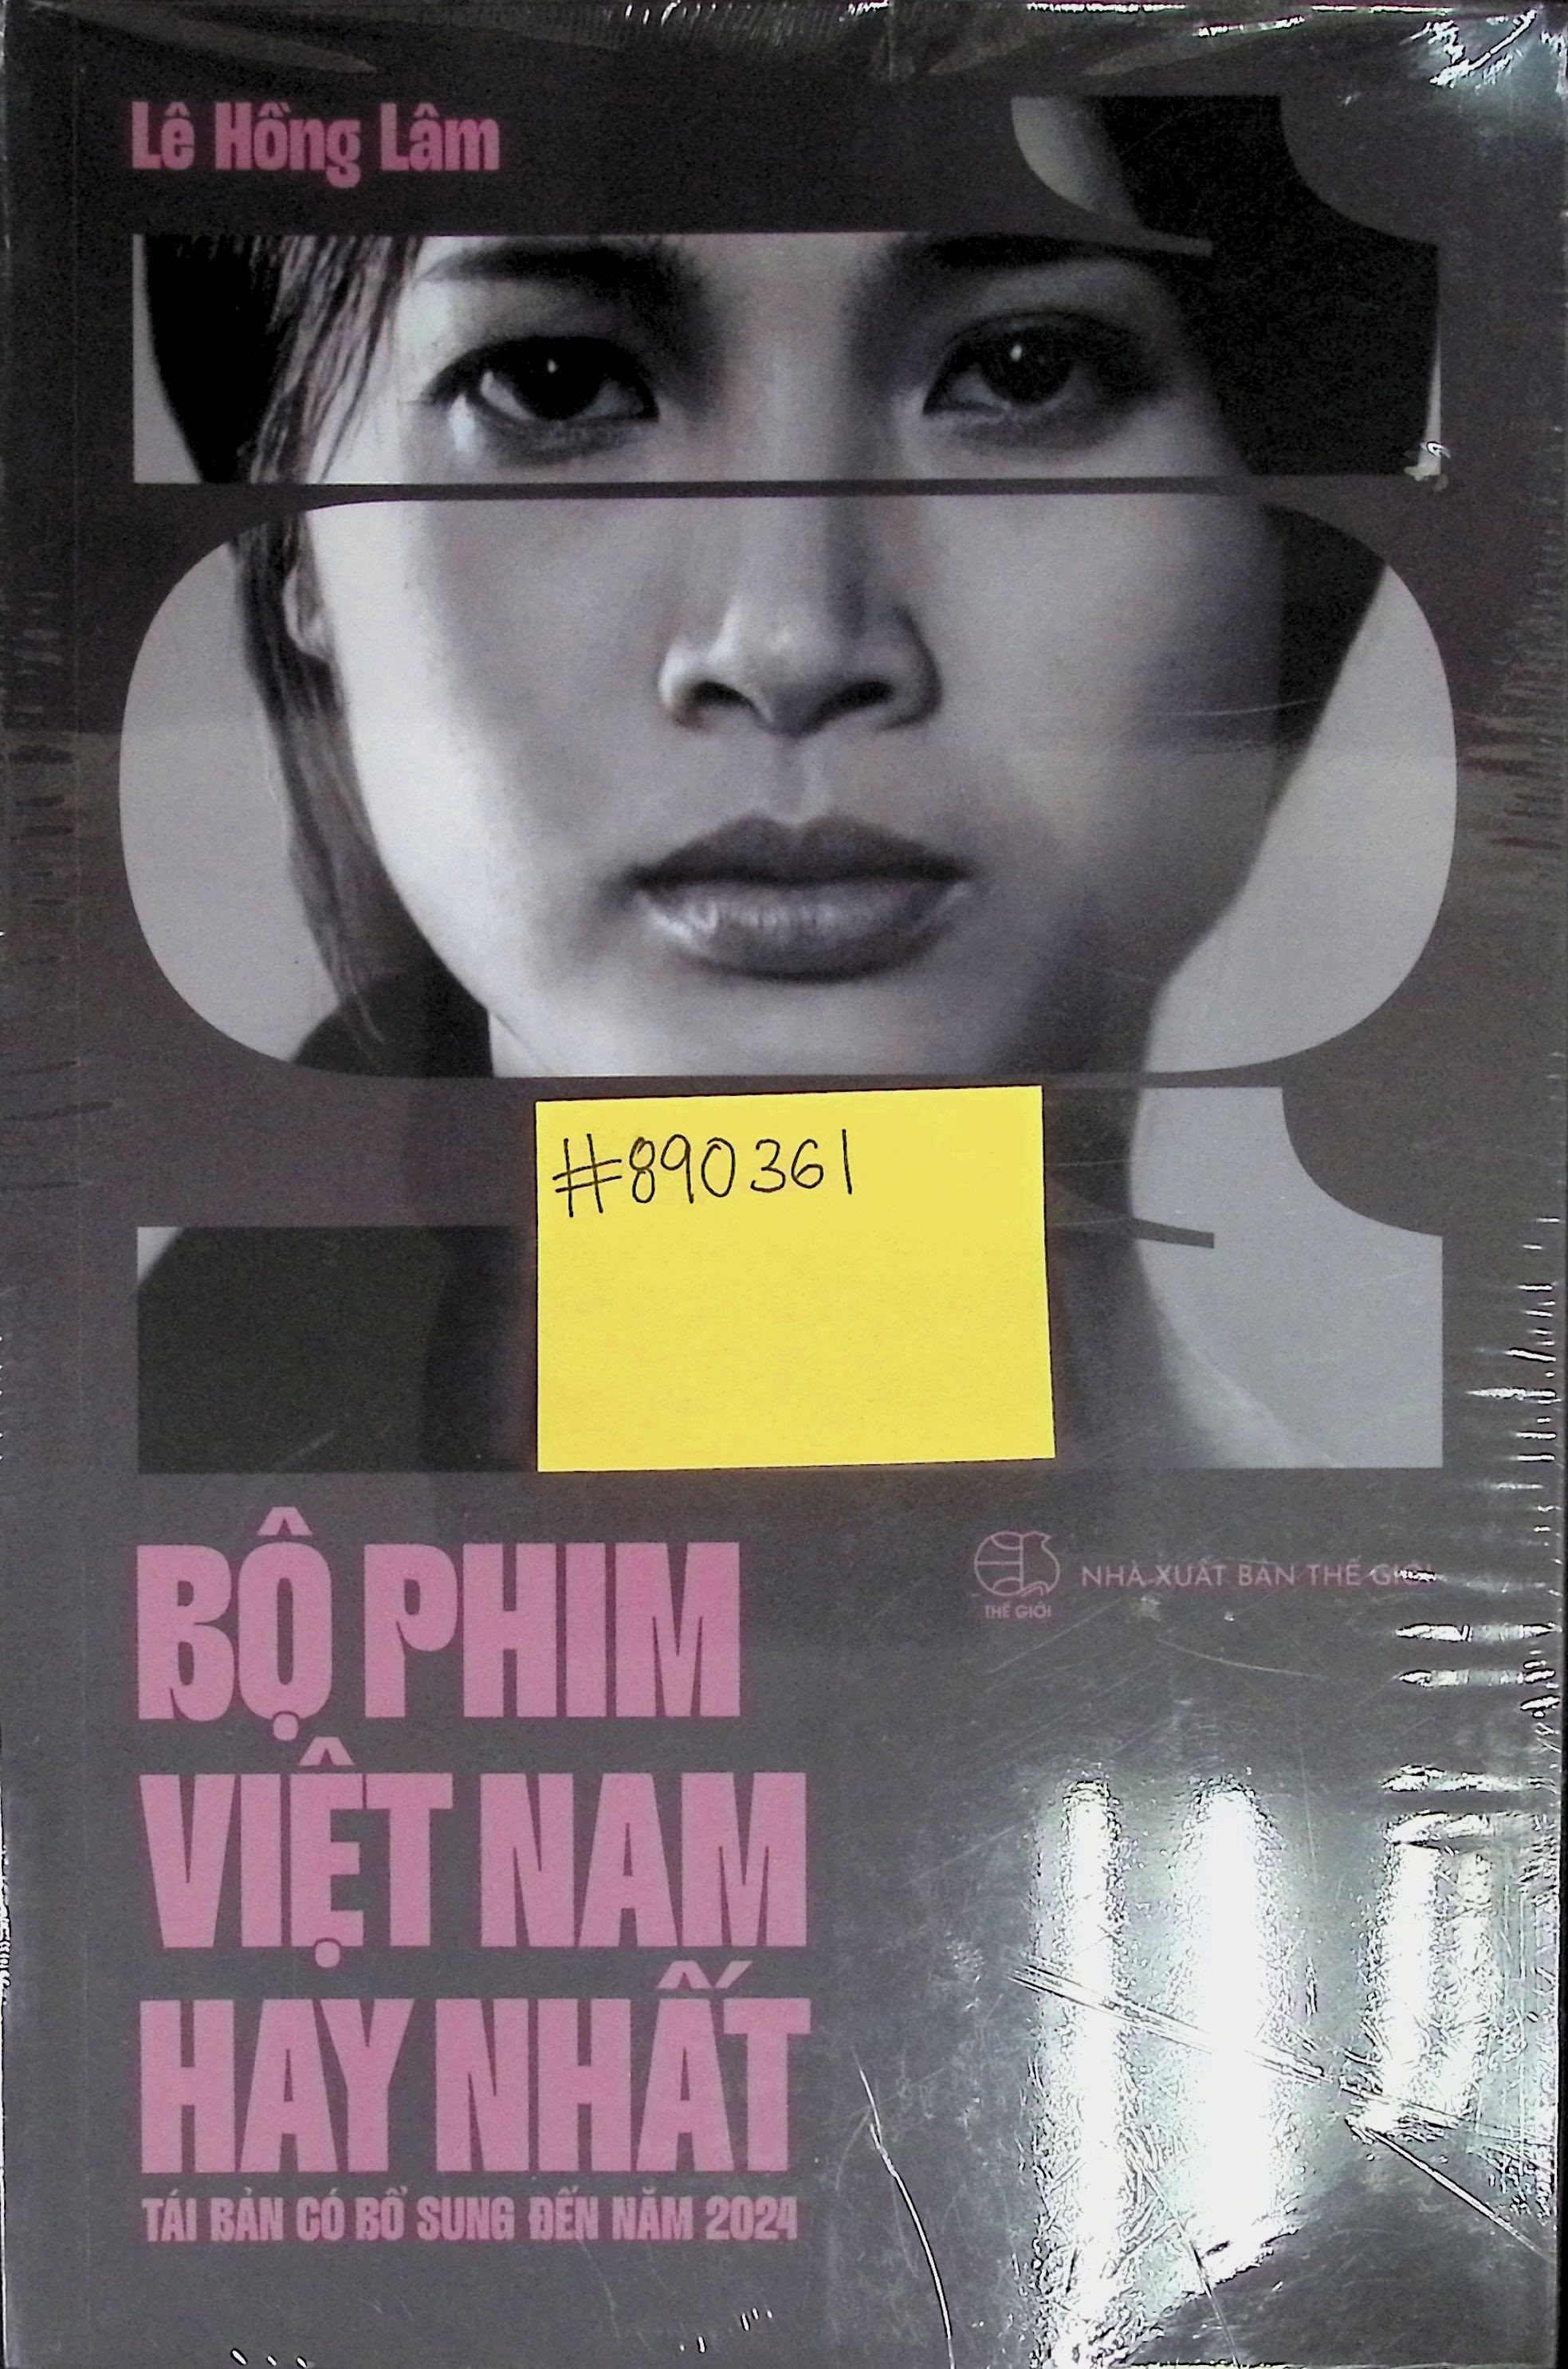 Lê Hồng Lâm
#890361
BỘ PHIM
VIỆT NAM
HAY NHẤT
TÁI BẢN CÓ BỔ SUNG ĐẾN NĂM 2024
THẾ GIỚI
NHÀ XUẤT BẢN THẾ GIỚI